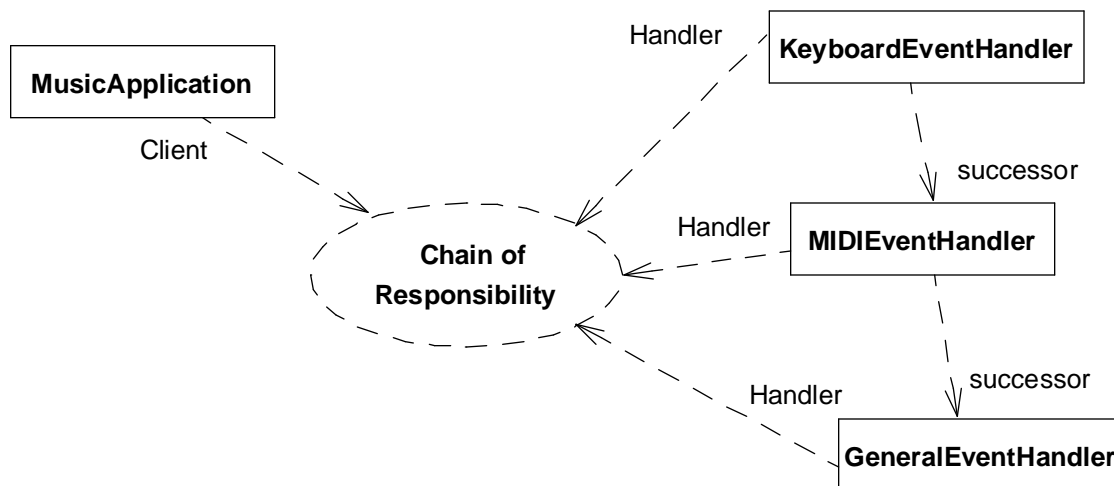 Handler
KeyboardEventHandler
MusicApplication
Client
successor
Handler
MIDIEventHandler
Chain of
Responsibility
successor
Handler
GeneralEventHandler